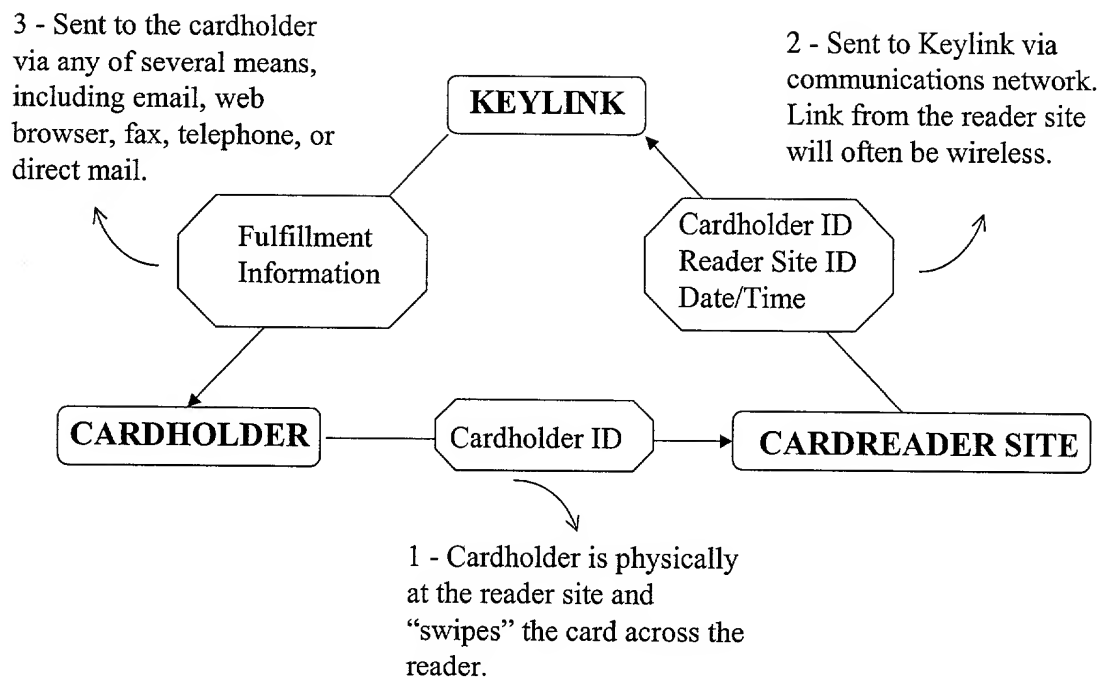 3 - Sent to the cardholder
via any of several means,
including email, web
browser, fax, telephone, or
direct mail.
KEYLINK
2 - Sent to Keylink via
communications network.
Link from the reader site
will often be wireless.
Fulfillment
Information
Cardholder ID
Reader Site ID
Date/Time
CARDHOLDER
Cardholder ID
CARDREADER SITE
1 - Cardholder is physically
at the reader site and
“swipes” the card across the
reader.